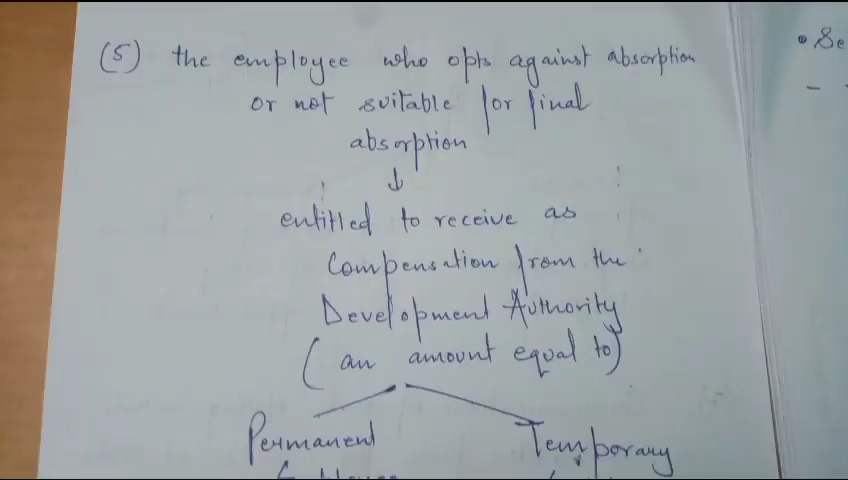 (5) the employee who opts against absorption
or not suitable for final
absorption
↓
entitled to receive as
Compensation from the
Development Authority
(an amount equal to)
Permanent
Temporary
• Se
-